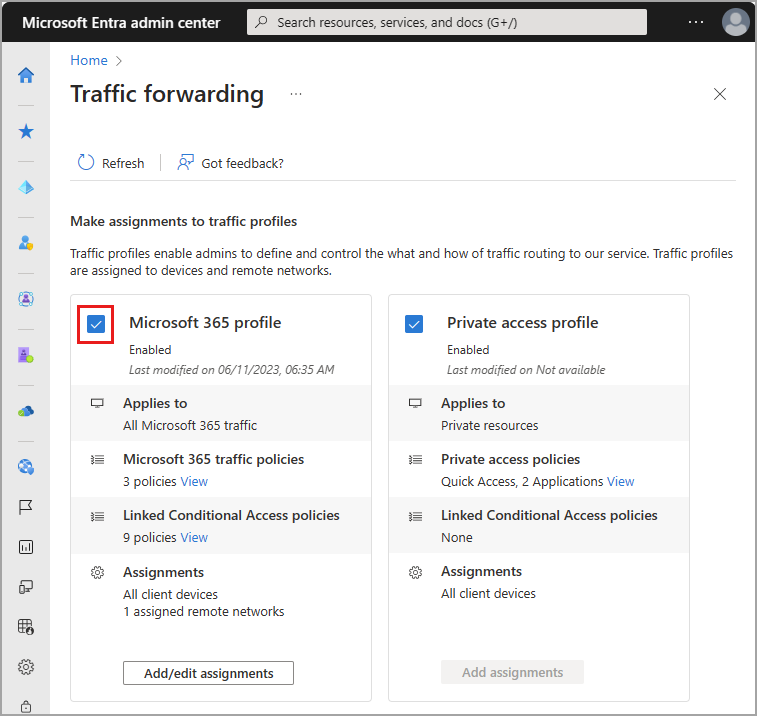 Microsoft Entra admin center
Search resources, services, and docs (G+/)
Home
Traffic forwarding
Refresh
Got feedback?
Make assignments to traffic profiles
Traffic profiles enable admins to define and control the what and how of traffic routing to our service. Traffic profiles
are assigned to devices and remote networks.
Microsoft 365 profile
Enabled
Last modified on 06/11/2023, 06:35 AM
Applies to
All Microsoft 365 traffic
Microsoft 365 traffic policies
3 policies View
Linked Conditional Access policies
9 policies View
Assignments
All client devices
1 assigned remote networks
Add/edit assignments
Private access profile
Enabled
Last modified on Not available
Applies to
Private resources
Private access policies
Quick Access, 2 Applications View
Linked Conditional Access policies
None
Assignments
All client devices
Add assignments